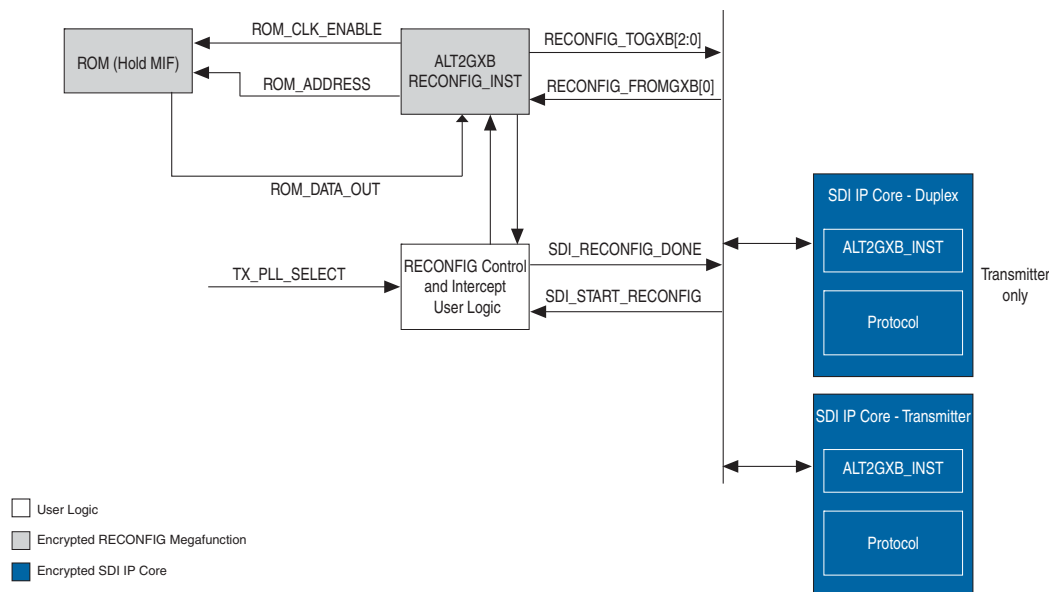 ROM_CLK_ENABLE
ROM (Hold MIF)
ROM_ADDRESS
ALT2GXB
RECONFIG_INST
RECONFIG_TOGXB[2:0]
RECONFIG_FROMGXB[0]
ROM_DATA_OUT
TX_PLL_SELECT
RECONFIG Control
and Intercept
User Logic
SDI_RECONFIG_DONE
SDI_START_RECONFIG
SDI IP Core - Duplex
ALT2GXB_INST
Protocol
Transmitter
only
SDI IP Core - Transmitter
ALT2GXB_INST
Protocol
User Logic
Encrypted RECONFIG Megafunction
Encrypted SDI IP Core